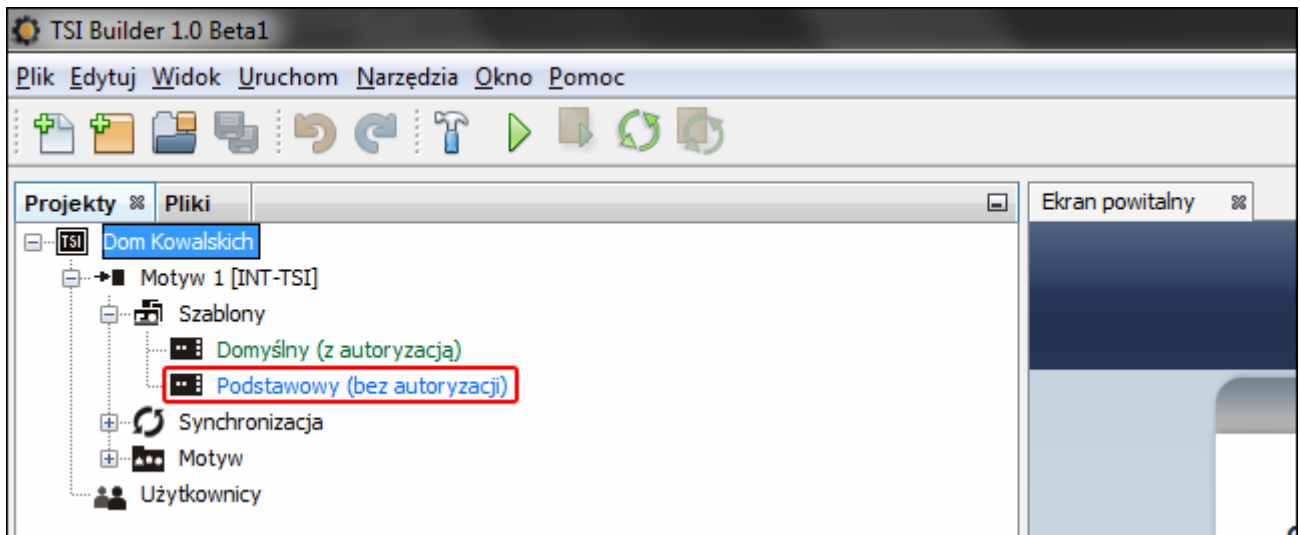 TSI Builder 1.0 Beta1
Plik Edytuj Widok Uruchom Narzędzia Okno Pomoc
Projekty Pliki Ekran powitalny
TSI Dom Kowalskich
Motyw 1 [INT-TSI]
Szablony
Domyślny (z autoryzacją)
Podstawowy (bez autoryzacji)
Synchronizacja
Motyw
Użytkownicy